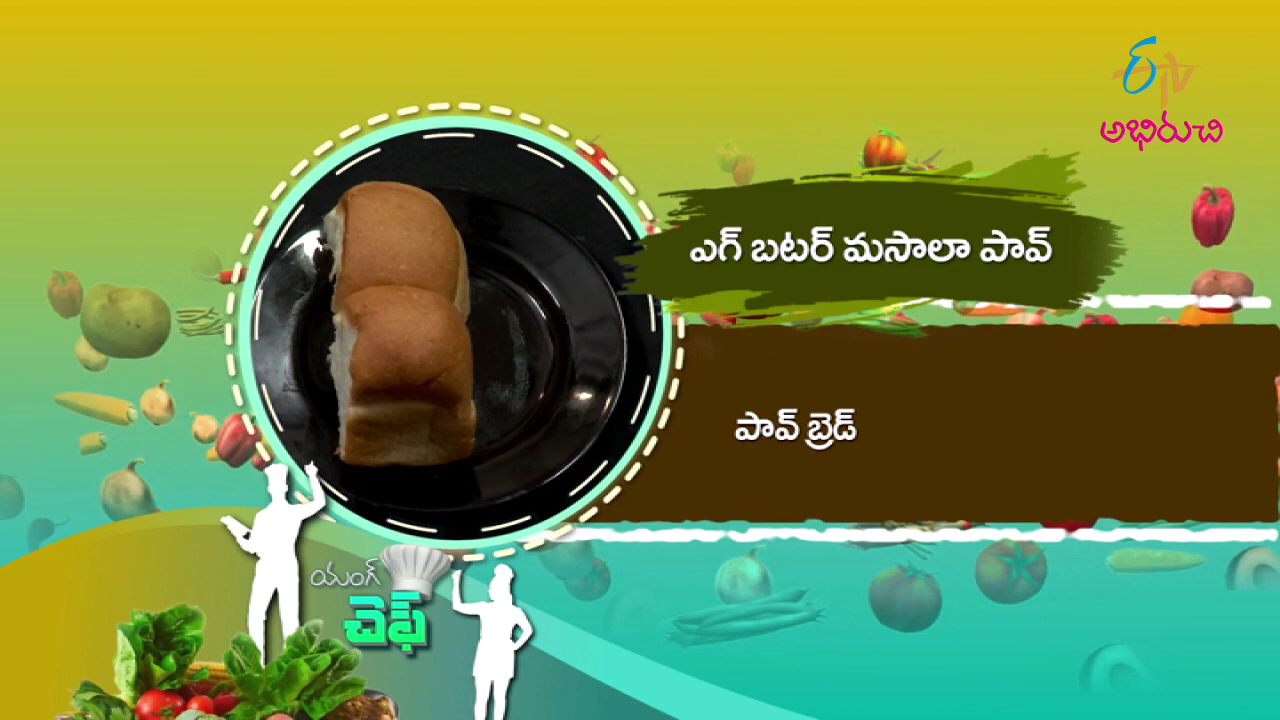 ETV
అభిరుచి
ఎగ్ బటర్ మసాలా పావ్
పావ్ బ్రెడ్
యంగ్
చెఫ్